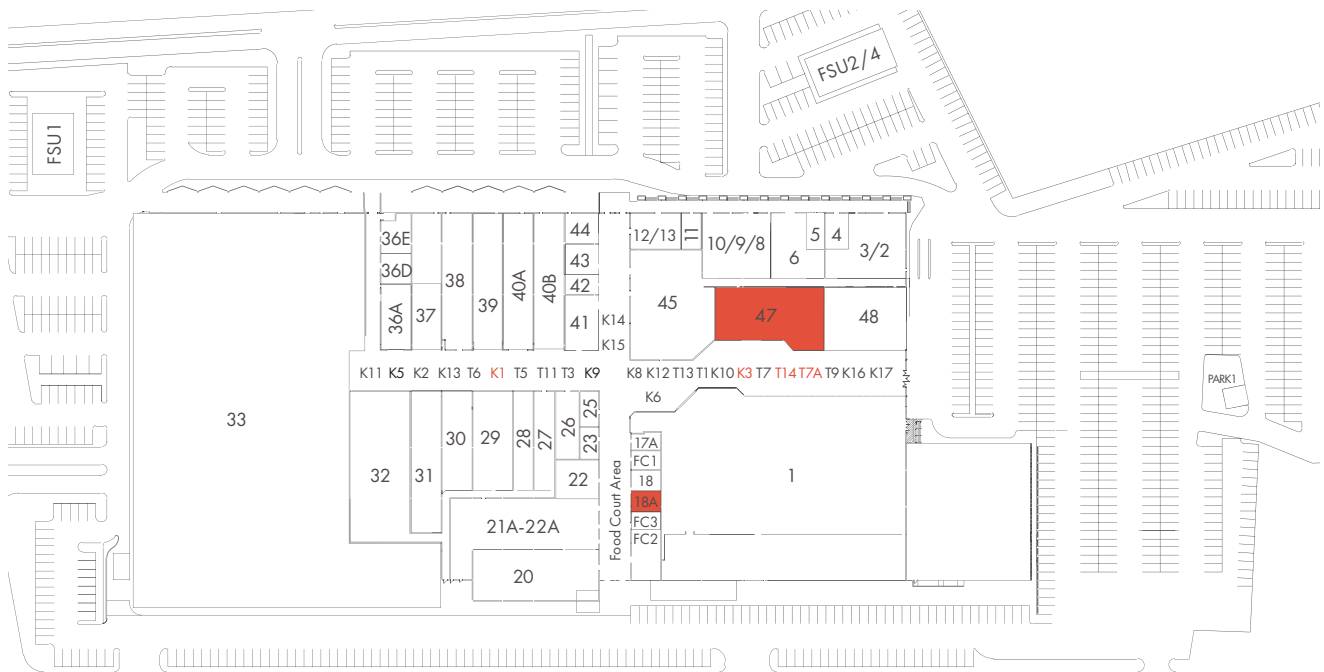 FSU2/4
FSU1
36E
44
12/13
11
10/9/8
5
4
3/2
6
43
36D
42
38
39
40A
40B
45
47
48
36A
37
41
K14
K15
K11 K5 K2 K13 T6 K1 T5 T11 T3 K9 K8 K12 T13 T1 K10 K3 T7 T14 T7A T9 K16 K17
PARK1
K6
33
32
31
30
29
28
27
26
25
23
22
17A
FC1
18
18A
FC3
FC2
1
Food Court Area
21A-22A
20